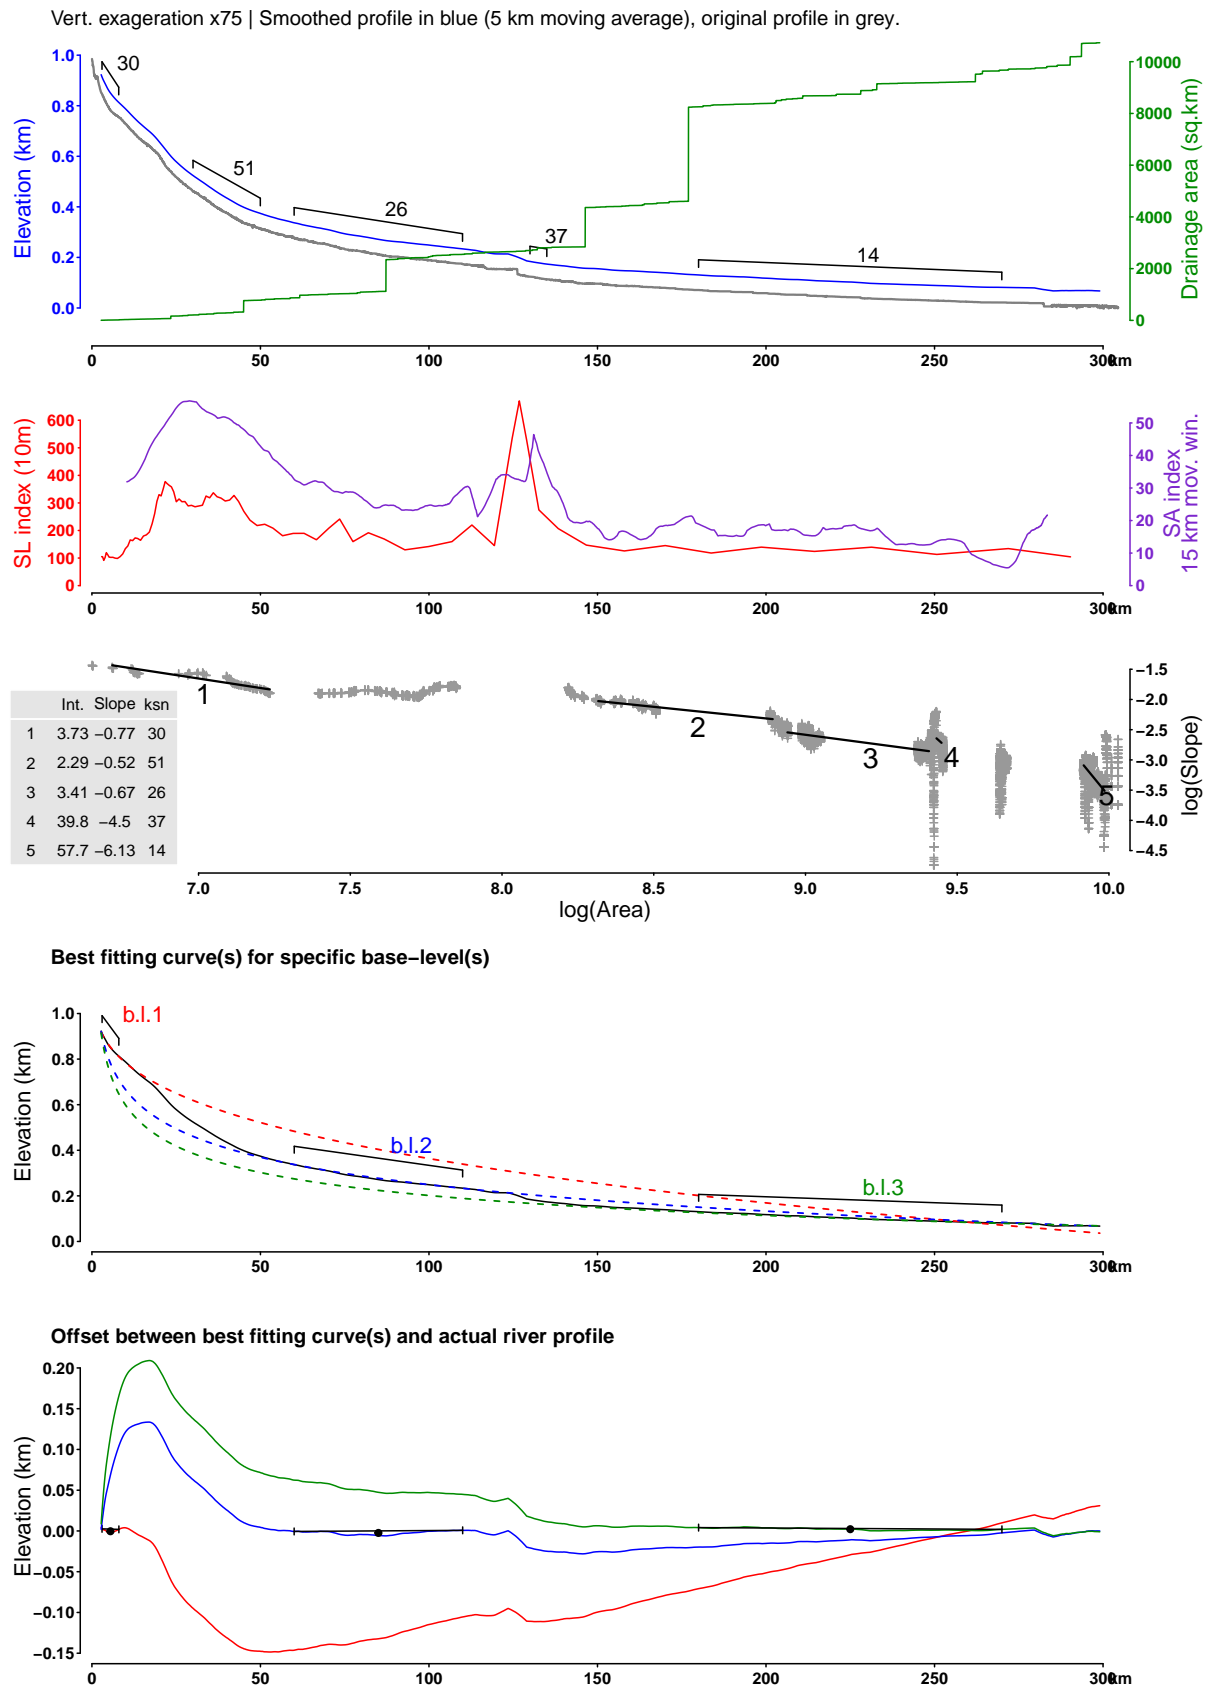 Vert. exageration x75 | Smoothed profile in blue (5 km moving average), original profile in grey.
Elevation (km)
1.0
0.8
0.6
0.4
0.2
0.0
30
51
26
37
14
10000
8000
6000
4000
2000
0
Drainage area (sq.km)
0 50 100 150 200 250 300 km
SL index (10m)
600
500
400
300
200
100
0
50
40
30
20
10
0
SA index
15 km mov. win.
0 50 100 150 200 250 300 km
1
2
3
4
5
Int. Slope ksn
1 3.73 −0.77 30
2 2.29 −0.52 51
3 3.41 −0.67 26
4 39.8 −4.5 37
5 57.7 −6.13 14
−1.5
−2.0
−2.5
−3.0
−3.5
−4.0
−4.5
log(Slope)
7.0 7.5 8.0 8.5 9.0 9.5 10.0
log(Area)
Best fitting curve(s) for specific base−level(s)
Elevation (km)
1.0
0.8
0.6
0.4
0.2
0.0
b.l.1
b.l.2
b.l.3
0 50 100 150 200 250 300 km
Offset between best fitting curve(s) and actual river profile
Elevation (km)
0.20
0.15
0.10
0.05
0.00
−0.05
−0.10
−0.15
0 50 100 150 200 250 300 km